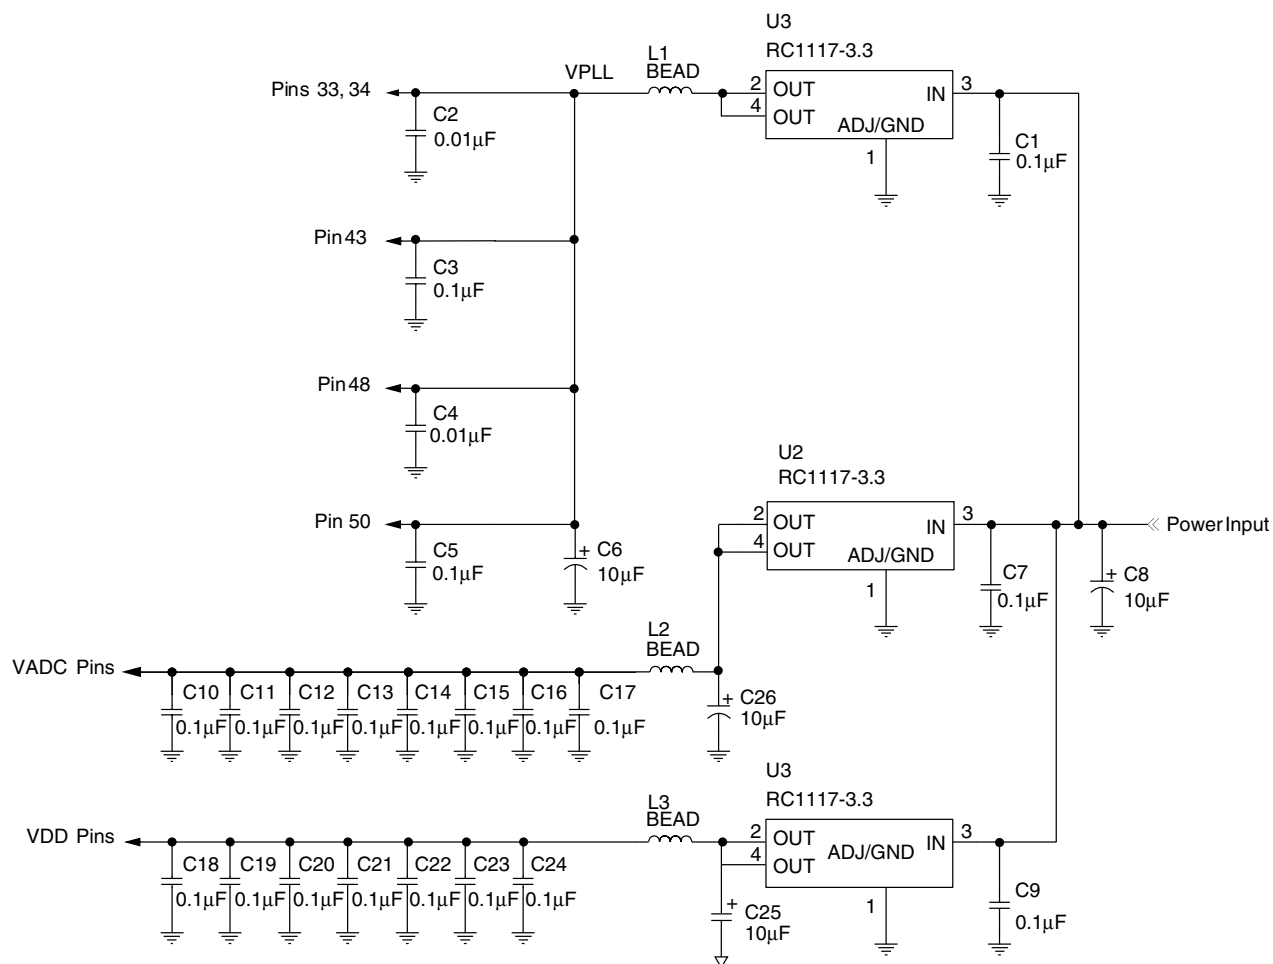 U3
RC1117-3.3
L1
BEAD
VPLL
Pins 33, 34
2
OUT
4
OUT
IN
3
ADJ/GND
1
C2
0.01µF
C1
0.1µF
Pin 43
C3
0.1µF
Pin 48
C4
0.01µF
U2
RC1117-3.3
Pin 50
2
OUT
4
OUT
IN
3
ADJ/GND
1
Power Input
C5
0.1µF
+
C6
10µF
C7
0.1µF
+
C8
10µF
L2
BEAD
VADC Pins
C10
C11
C12
C13
C14
C15
C16
C17
0.1µF
0.1µF
0.1µF
0.1µF
0.1µF
0.1µF
0.1µF
0.1µF
+
C26
10µF
U3
RC1117-3.3
L3
BEAD
VDD Pins
2
OUT
4
OUT
IN
3
ADJ/GND
1
C18
C19
C20
C21
C22
C23
C24
0.1µF
0.1µF
0.1µF
0.1µF
0.1µF
0.1µF
0.1µF
+
C25
10µF
C9
0.1µF